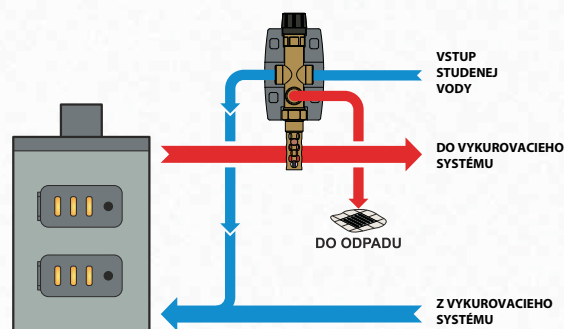 VSTUP
STUDENEJ
VODY
DO VYKUROVACIEHO
SYSTÉMU
DO ODPADU
Z VYKUROVACIEHO
SYSTÉMU